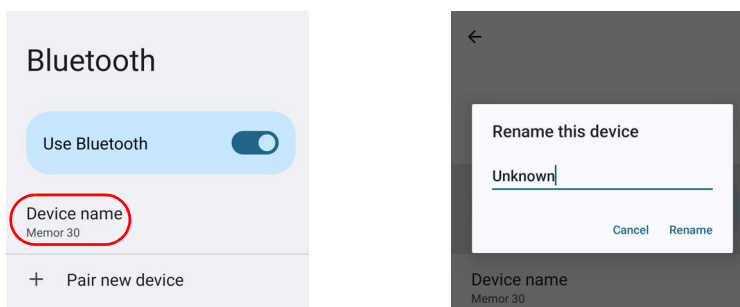 Bluetooth
Use Bluetooth
Device name
Memor 30
+ Pair new device
Rename this device
Unknown
Cancel Rename
Device name
Memor 30